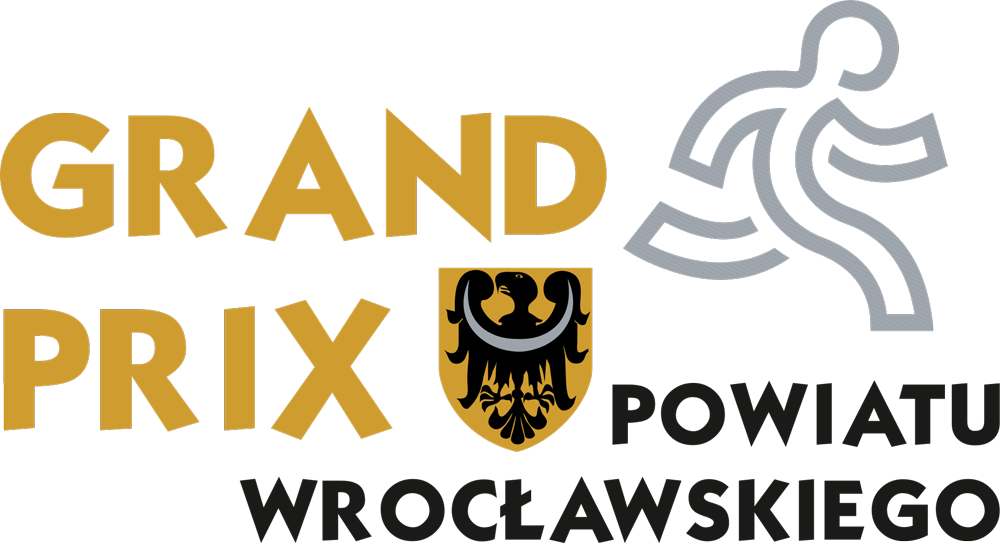 GRAND
PRIX
POWIATU
WROCŁAWSKIEGO